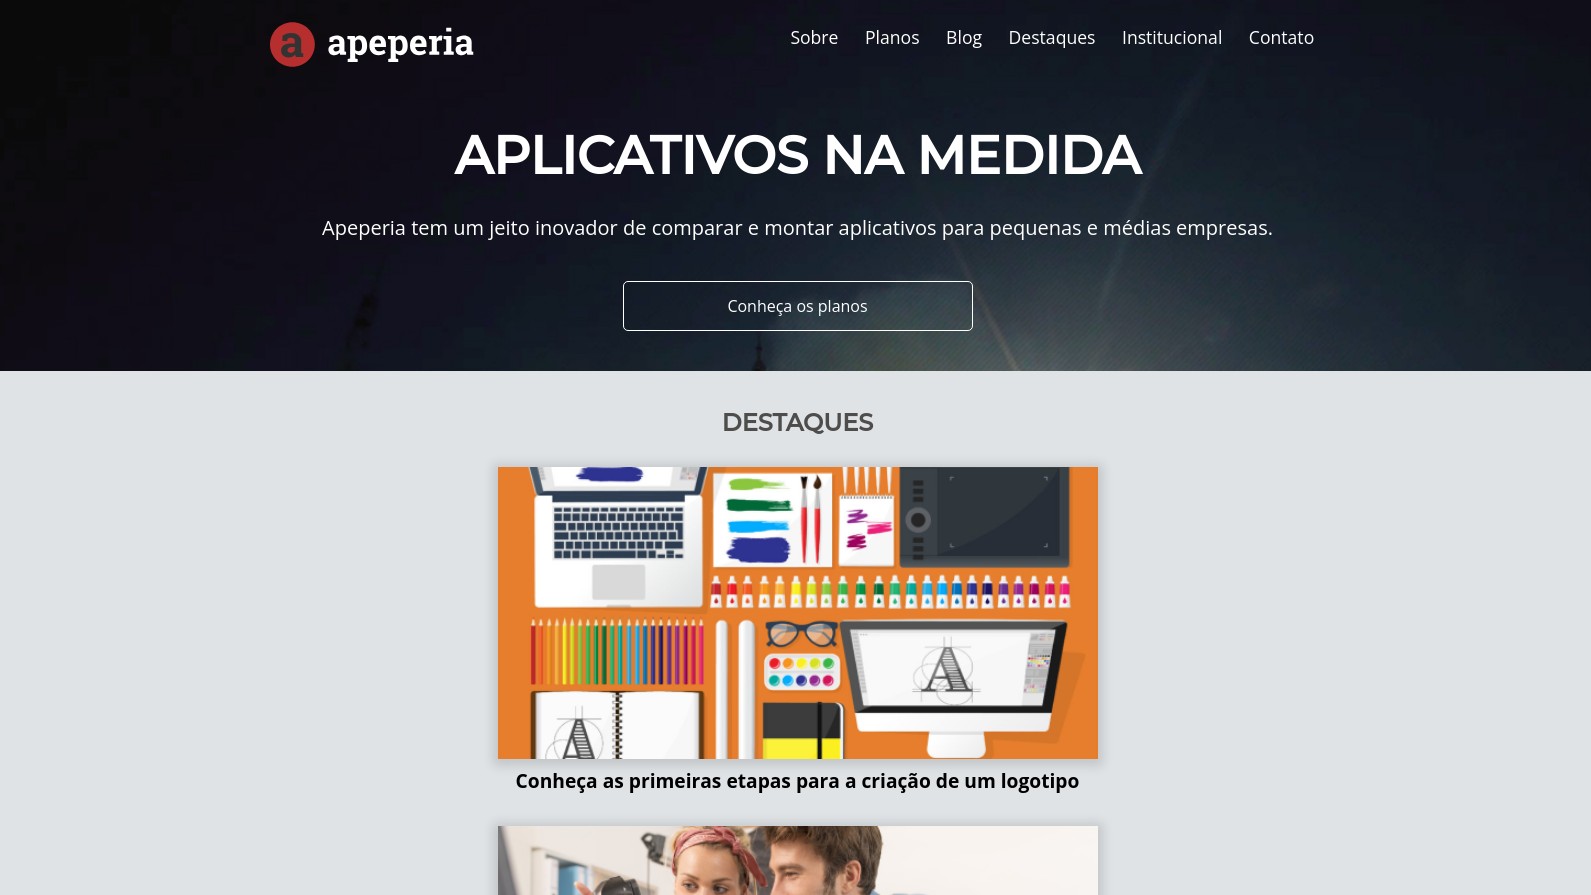 a apeperia
Sobre Planos Blog Destaques Institucional Contato
APLICATIVOS NA MEDIDA
Apeperia tem um jeito inovador de comparar e montar aplicativos para pequenas e médias empresas.
Conheça os planos
DESTAQUES
A
A
Conheça as primeiras etapas para a criação de um logotipo